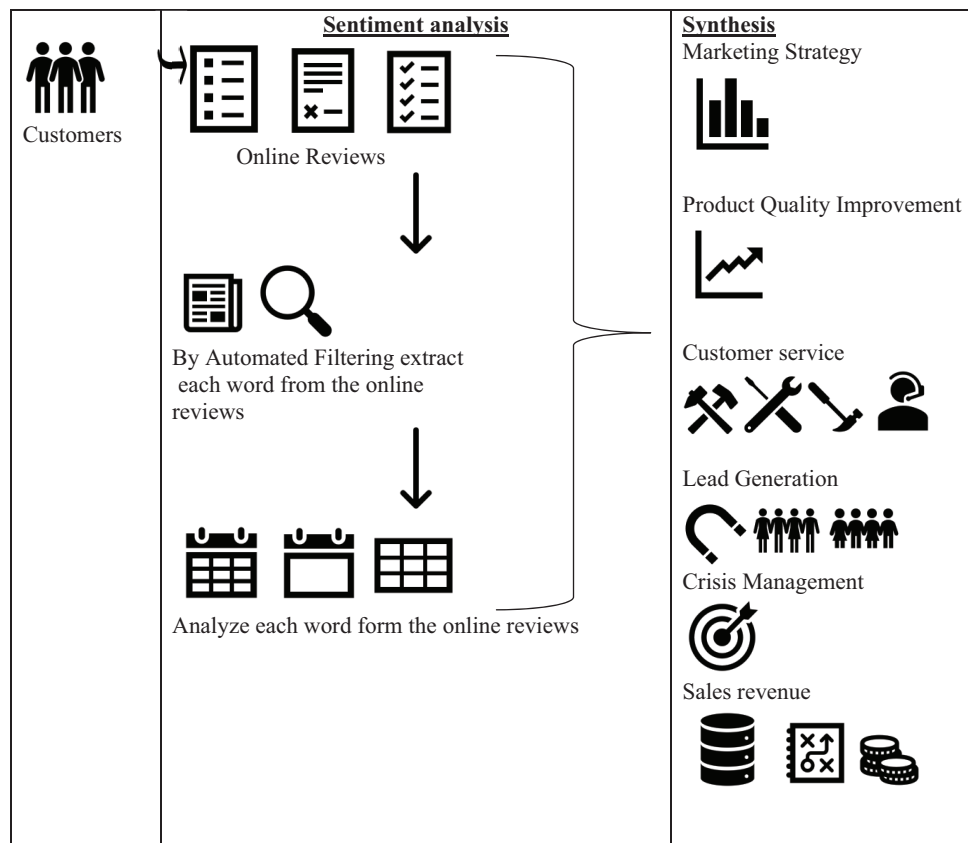 Sentiment analysis
Synthesis
Customers
Online Reviews
By Automated Filtering extract
each word from the online
reviews
Analyze each word form the online reviews
Marketing Strategy
Product Quality Improvement
Customer service
Lead Generation
Crisis Management
Sales revenue